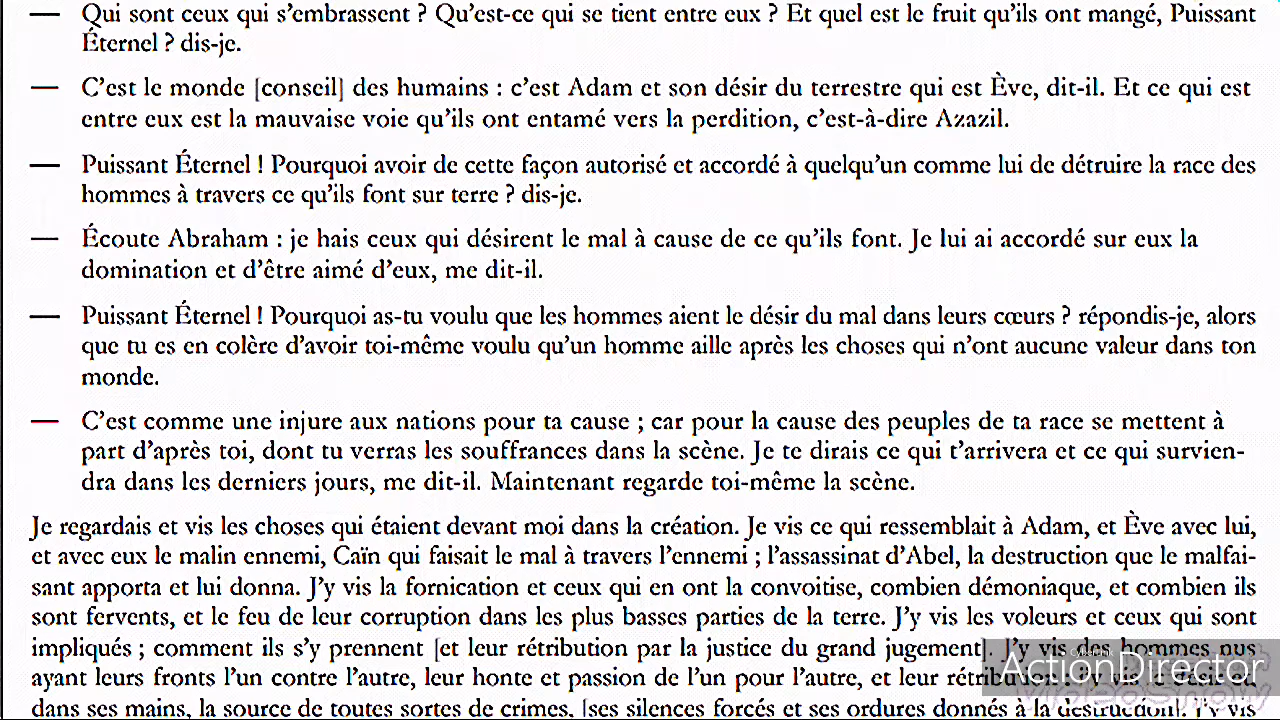 — Qui sont ceux qui s'embrassent ? Qu'est-ce qui se tient entre eux ? Et quel est le fruit qu'ils ont mangé, Puissant
Éternel ? dis-je.
— C'est le monde [conseil] des humains : c'est Adam et son désir du terrestre qui est Ève, dit-il. Et ce qui est
entre eux est la mauvaise voie qu'ils ont entamé vers la perdition, c'est-à-dire Azazil.
— Puissant Éternel ! Pourquoi avoir de cette façon autorisé et accordé à quelqu'un comme lui de détruire la race des
hommes à travers ce qu'ils font sur terre ? dis-je.
— Écoute Abraham : je hais ceux qui désirent le mal à cause de ce qu'ils font. Je lui ai accordé sur eux la
domination et d'être aimé d'eux, me dit-il.
— Puissant Éternel ! Pourquoi as-tu voulu que les hommes aient le désir du mal dans leurs cœurs ? répondis-je, alors
que tu es en colère d'avoir toi-même voulu qu'un homme aille après les choses qui n'ont aucune valeur dans ton
monde.
— C'est comme une injure aux nations pour ta cause ; car pour la cause des peuples de ta race se mettent à
part d'après toi, dont tu verras les souffrances dans la scène. Je te dirais ce qui t'arrivera et ce qui survien-
dra dans les derniers jours, me dit-il. Maintenant regarde toi-même la scène.
Je regardais et vis les choses qui étaient devant moi dans la création. Je vis ce qui ressemblait à Adam, et Ève avec lui,
et avec eux le malin ennemi, Caïn qui faisait le mal à travers l'ennemi ; l'assassinat d'Abel, la destruction que le malfai-
sant apporta et lui donna. J'y vis la fornication et ceux qui en ont la convoitise, combien démoniaque, et combien ils
sont fervents, et le feu de leur corruption dans les plus basses parties de la terre. J'y vis les voleurs et ceux qui sont
impliqués ; comment ils s'y prennent [et leur rétribution par la justice du grand jugement]. J'y vis des hommes nus
ayant leurs fronts l'un contre l'autre, leur honte et passion de l'un pour l'autre, et leur
dans ses mains, la source de toutes sortes de crimes, [ses silences forcés et ses ordures donnés à la destruction]. J'y vis
CyberLink
ActionDirector
VideoShow